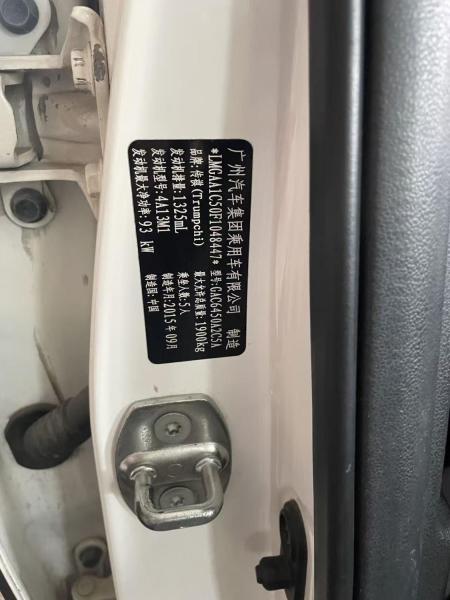 广州汽车集团乘用车有限公司 制造
*LMGAA1C50F1048447* 型号:GAC6450A2C5A
品牌:传祺(Trumpchi) 最大允许总质量:1900kg
发动机排量:1325mL 乘坐人数:5人
发动机型号:4A13M1 制造年月:2015年09月
发动机最大净功率:93 kW 制造国:中国